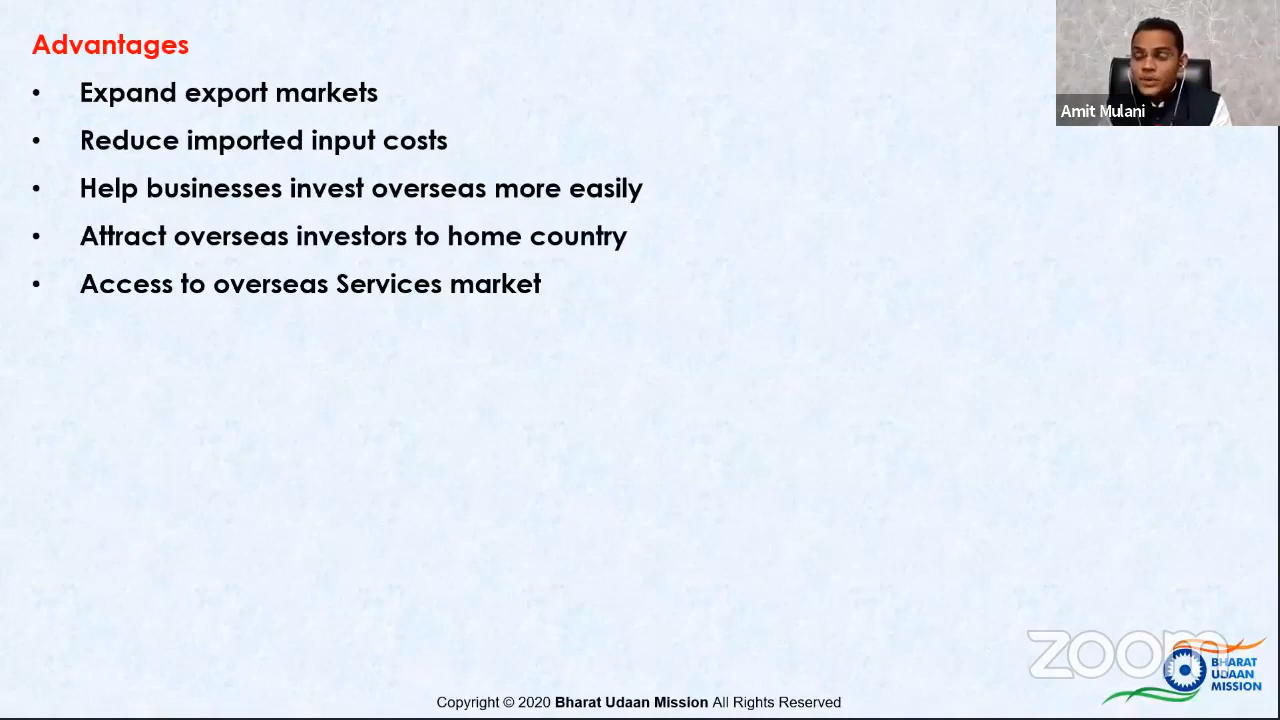 Advantages
• Expand export markets
• Reduce imported input costs
• Help businesses invest overseas more easily
• Attract overseas investors to home country
• Access to overseas Services market
Amit Mulani
zoom
BHARAT
UDAAN
MISSION
Copyright © 2020 Bharat Udaan Mission All Rights Reserved